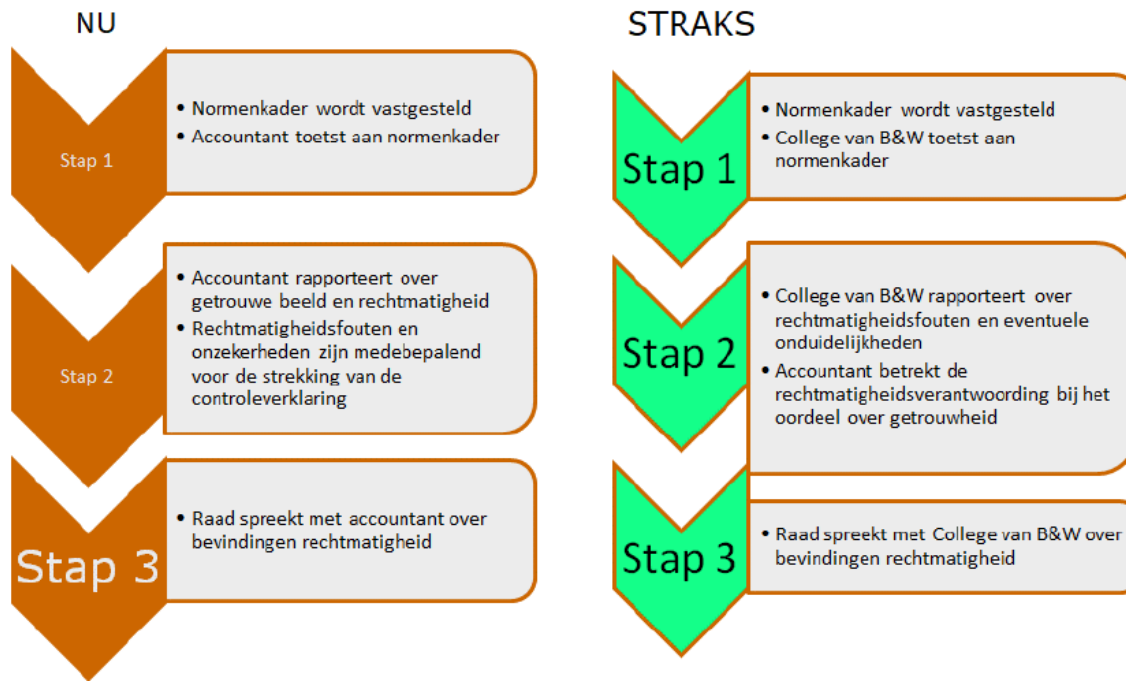 NU
Stap 1
• Normenkader wordt vastgesteld
• Accountant toetst aan normenkader
Stap 2
• Accountant rapporteert over
getrouwe beeld en rechtmatigheid
• Rechtmatigheidsfouten en
onzekerheden zijn medebepalend
voor de strekking van de
controleverklaring
Stap 3
• Raad spreekt met accountant over
bevindingen rechtmatigheid
STRAKS
Stap 1
• Normenkader wordt vastgesteld
• College van B&W toetst aan
normenkader
Stap 2
• College van B&W rapporteert over
rechtmatigheidsfouten en eventuele
onduidelijkheden
• Accountant betrekt de
rechtmatigheidsverantwoording bij het
oordeel over getrouwheid
Stap 3
• Raad spreekt met College van B&W over
bevindingen rechtmatigheid